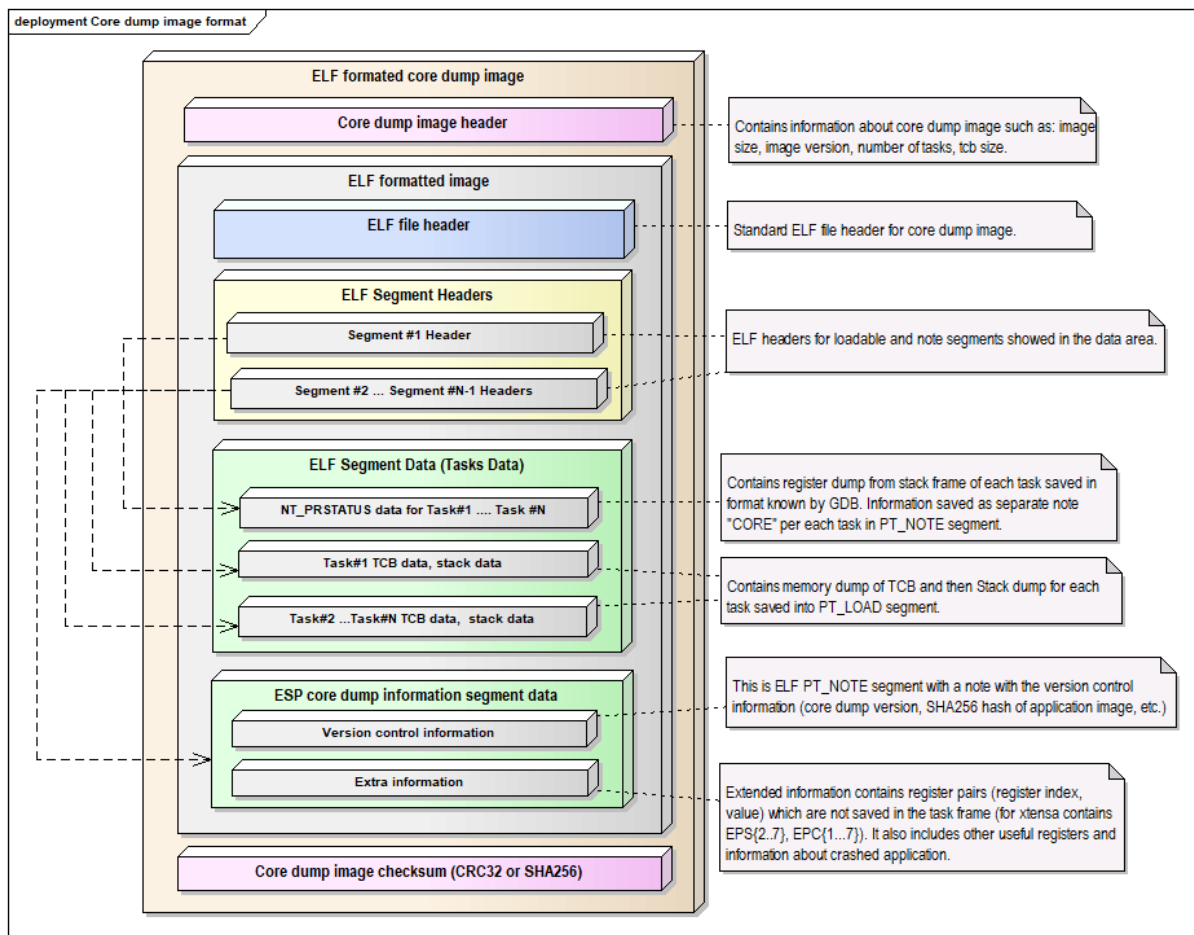 deployment Core dump image format
ELF formated core dump image
Core dump image header
Contains information about core dump image such as: image
size, image version, number of tasks, tcb size.
ELF formatted image
ELF file header
Standard ELF file header for core dump image.
ELF Segment Headers
Segment #1 Header
ELF headers for loadable and note segments showed in the data area.
Segment #2 ... Segment #N-1 Headers
ELF Segment Data (Tasks Data)
NT_PRSTATUS data for Task#1 .... Task #N
Contains register dump from stack frame of each task saved in
format known by GDB. Information saved as separate note
"CORE" per each task in PT_NOTE segment.
Task#1 TCB data, stack data
Contains memory dump of TCB and then Stack dump for each
task saved into PT_LOAD segment.
Task#2 ...Task#N TCB data, stack data
ESP core dump information segment data
This is ELF PT_NOTE segment with a note with the version control
information (core dump version, SHA256 hash of application image, etc.)
Version control information
Extra information
Extended information contains register pairs (register index,
value) which are not saved in the task frame (for xtensa contains
EPS{2..7}, EPC{1...7}). It also includes other useful registers and
information about crashed application.
Core dump image checksum (CRC32 or SHA256)